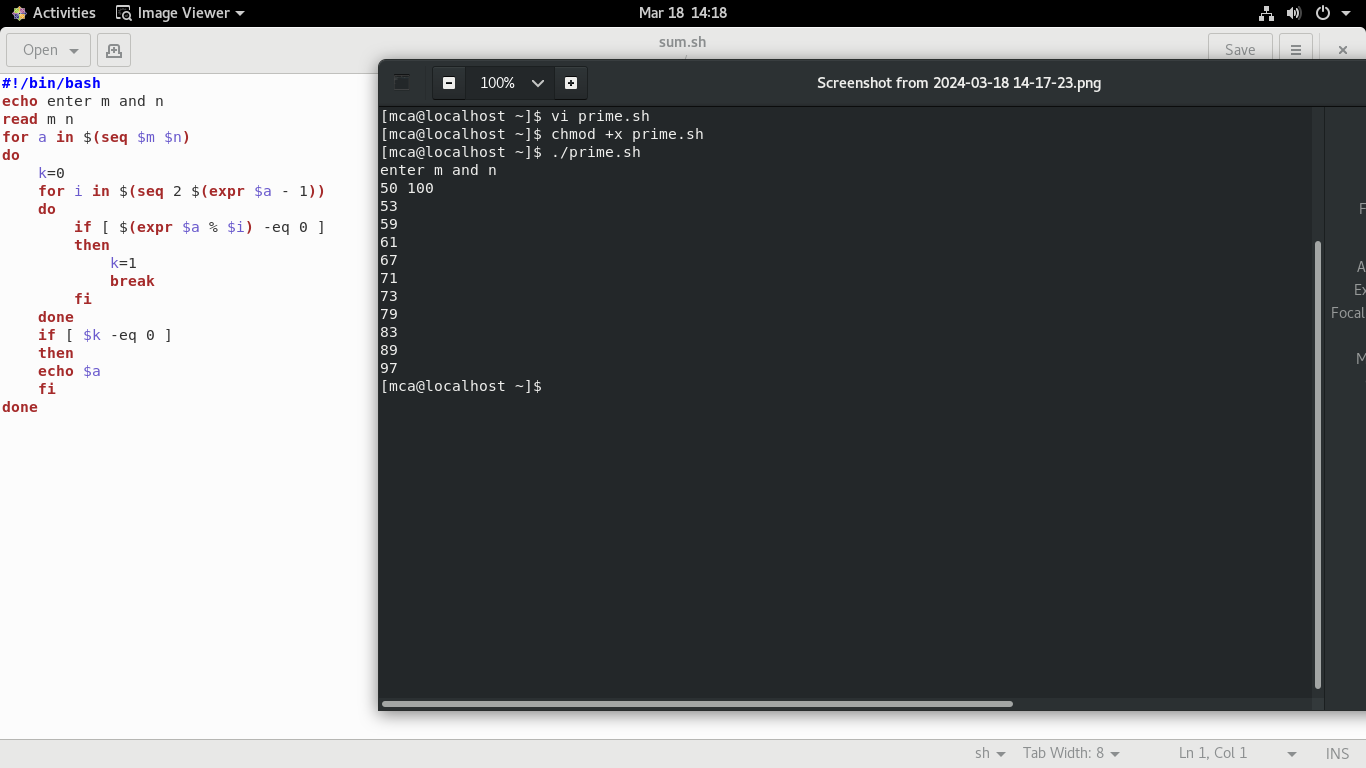 Activities Image Viewer Mar 18 14:18
Open sum.sh Save
#!/bin/bash
echo enter m and n
read m n
for a in $(seq $m $n)
do
    k=0
    for i in $(seq 2 $(expr $a - 1))
    do
        if [ $(expr $a % $i) -eq 0 ]
        then
            k=1
            break
        fi
    done
    if [ $k -eq 0 ]
    then
    echo $a
    fi
done
100% Screenshot from 2024-03-18 14-17-23.png
[mca@localhost ~]$ vi prime.sh
[mca@localhost ~]$ chmod +x prime.sh
[mca@localhost ~]$ ./prime.sh
enter m and n
50 100
53
59
61
67
71
73
79
83
89
97
[mca@localhost ~]$
F
A
Ex
Focal
M
sh Tab Width: 8 Ln 1, Col 1 INS